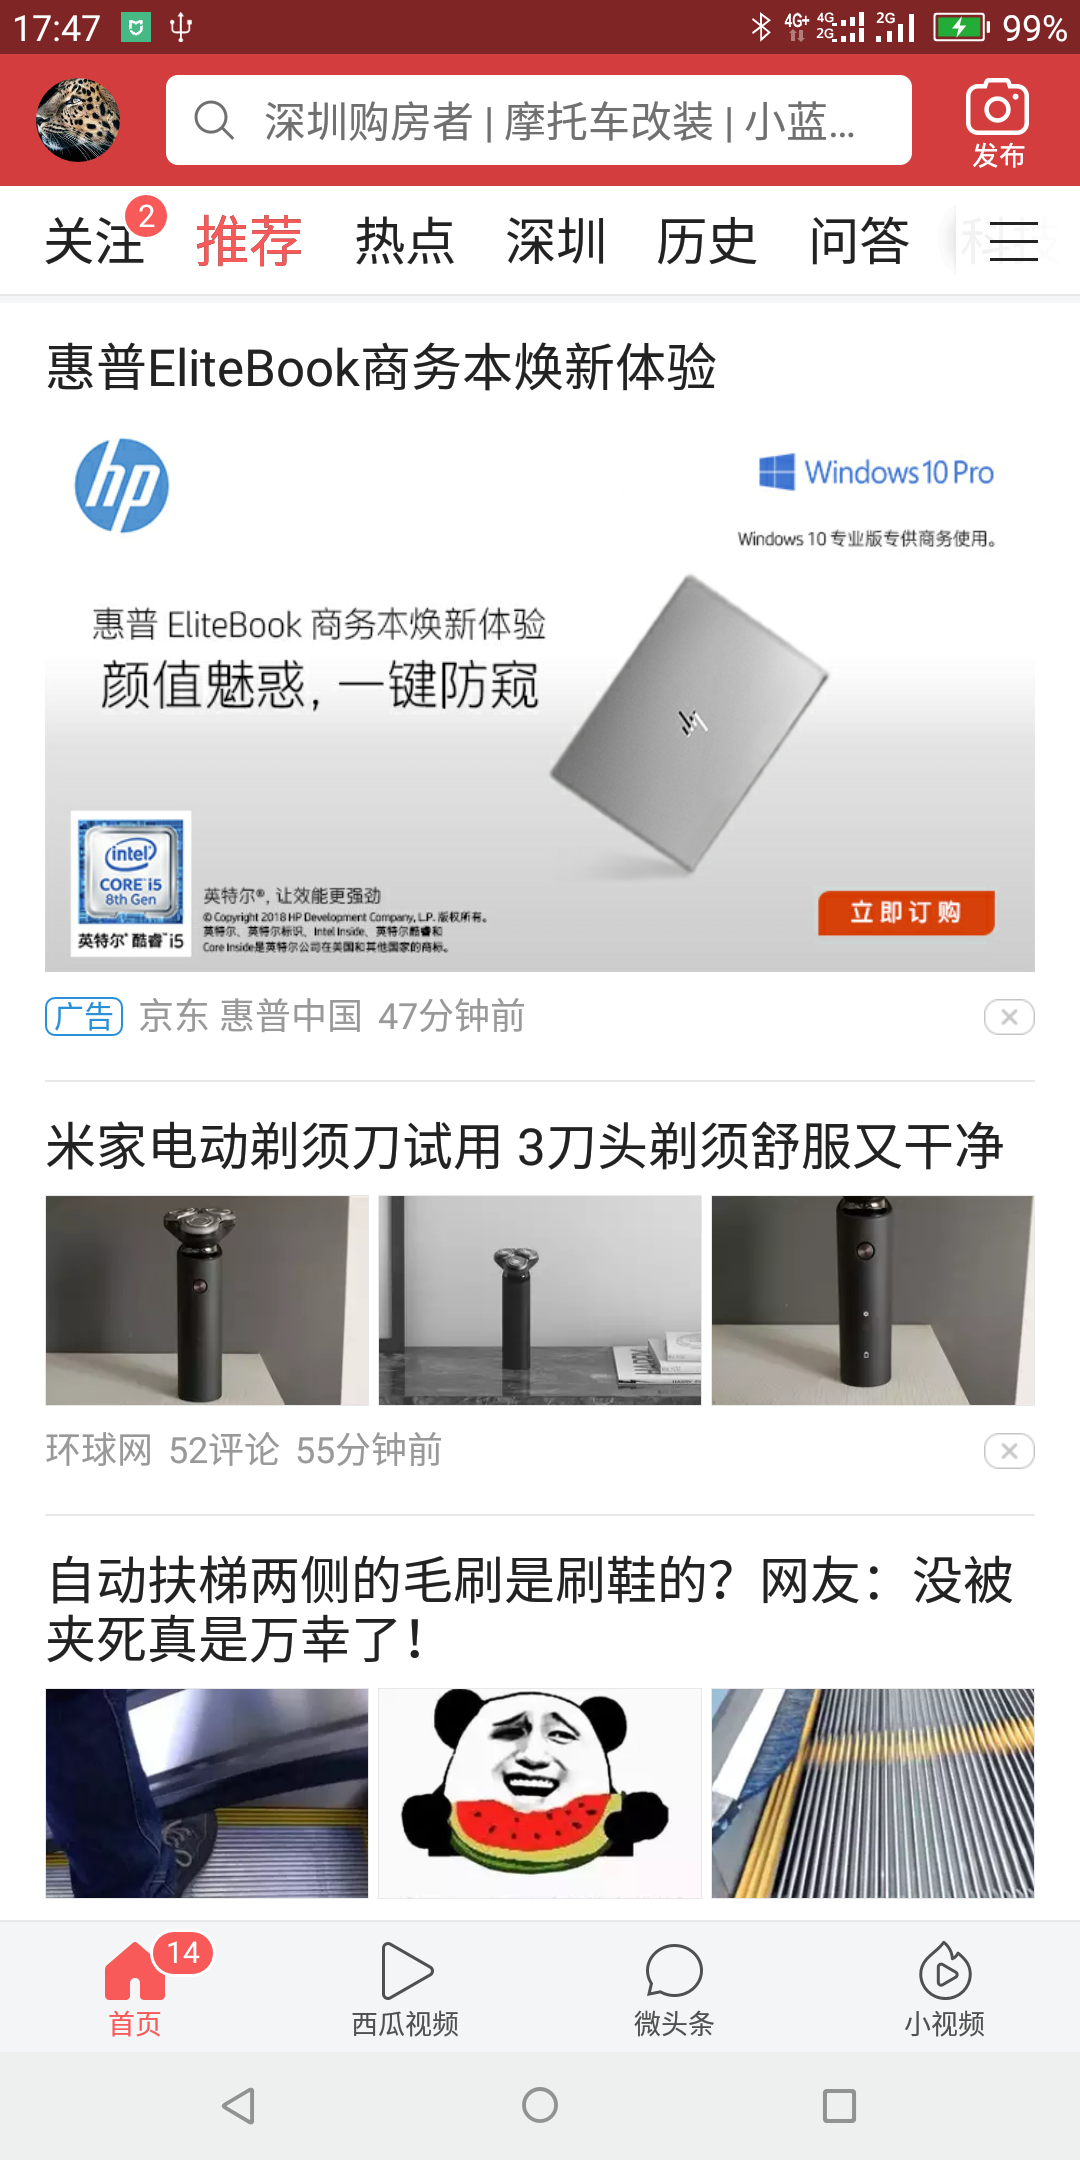 17:47
4G+ 4G 2G 2G 99%
深圳购房者 | 摩托车改装 | 小蓝...
发布
关注 2 推荐 热点 深圳 历史 问答
惠普EliteBook商务本焕新体验
hp
Windows 10 Pro
Windows 10 专业版专供商务使用。
惠普 EliteBook 商务本焕新体验
颜值魅惑，一键防窥
intel
CORE i5
8th Gen
英特尔® 酷睿™ i5
英特尔®, 让效能更强劲
© Copyright 2018 HP Development Company, L.P. 版权所有。
英特尔、英特尔标识、Intel Inside、英特尔酷睿和
Core Inside是英特尔公司在美国和其他国家的商标。
立即订购
广告 京东 惠普中国 47分钟前
米家电动剃须刀试用 3刀头剃须舒服又干净
环球网 52评论 55分钟前
自动扶梯两侧的毛刷是刷鞋的？网友：没被
夹死真是万幸了！
14
首页 西瓜视频 微头条 小视频